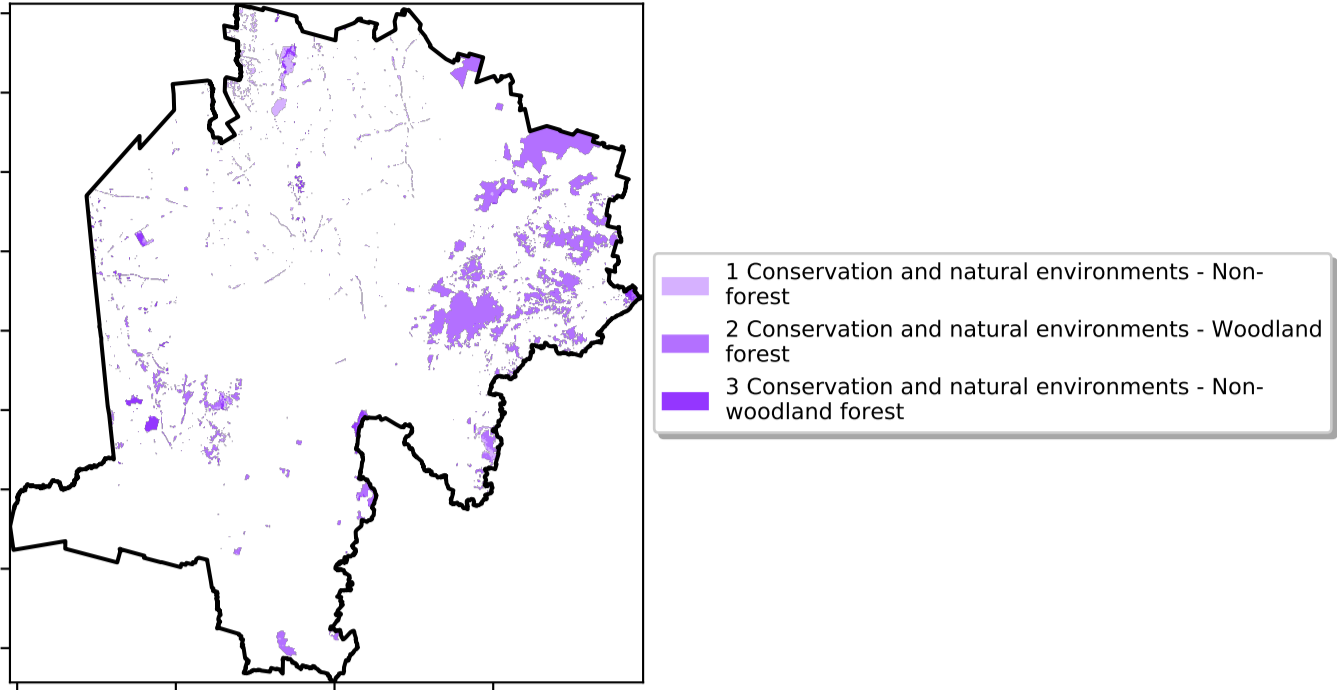 1 Conservation and natural environments - Non-
forest
2 Conservation and natural environments - Woodland
forest
3 Conservation and natural environments - Non-
woodland forest